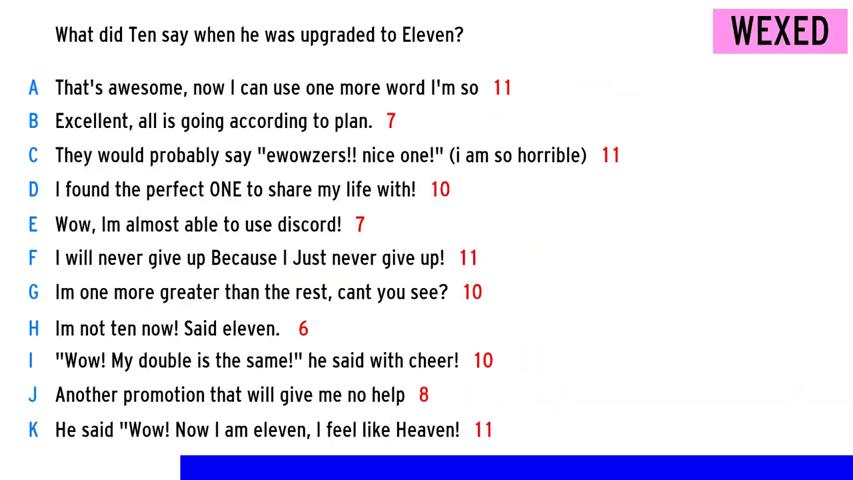 What did Ten say when he was upgraded to Eleven?
WEXED
A That's awesome, now I can use one more word I'm so 11
B Excellent, all is going according to plan. 7
C They would probably say "ewowzers!! nice one!" (i am so horrible) 11
D I found the perfect ONE to share my life with! 10
E Wow, Im almost able to use discord! 7
F I will never give up Because I Just never give up! 11
G Im one more greater than the rest, cant you see? 10
H Im not ten now! Said eleven. 6
I "Wow! My double is the same!" he said with cheer! 10
J Another promotion that will give me no help 8
K He said "Wow! Now I am eleven, I feel like Heaven! 11